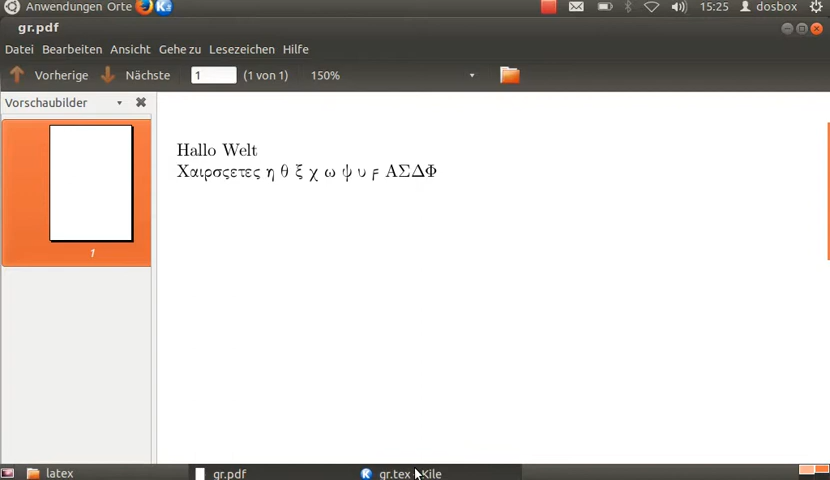 Anwendungen Orte 15:25 dosbox
gr.pdf
Datei Bearbeiten Ansicht Gehe zu Lesezeichen Hilfe
Vorherige Nächste 1 (1 von 1) 150%
Vorschaubilder
Hallo Welt
Χαιρσςετες η θ ξ χ ω ψ υ ϝ ΑΣΔΦ
1
latex gr.pdf gr.tex Kile